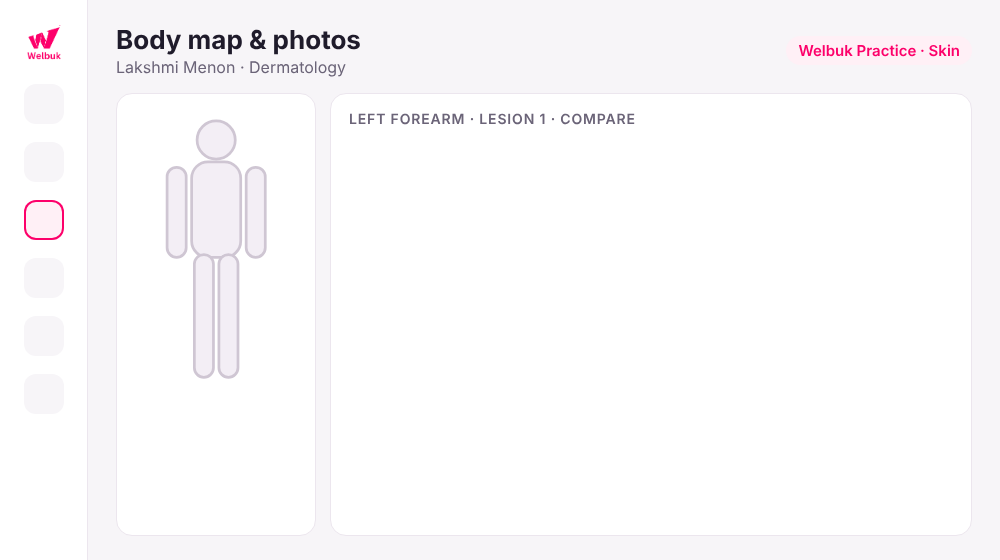 Welbuk
Body map & photos
Lakshmi Menon · Dermatology
Welbuk Practice · Skin
LEFT FOREARM · LESION 1 · COMPARE